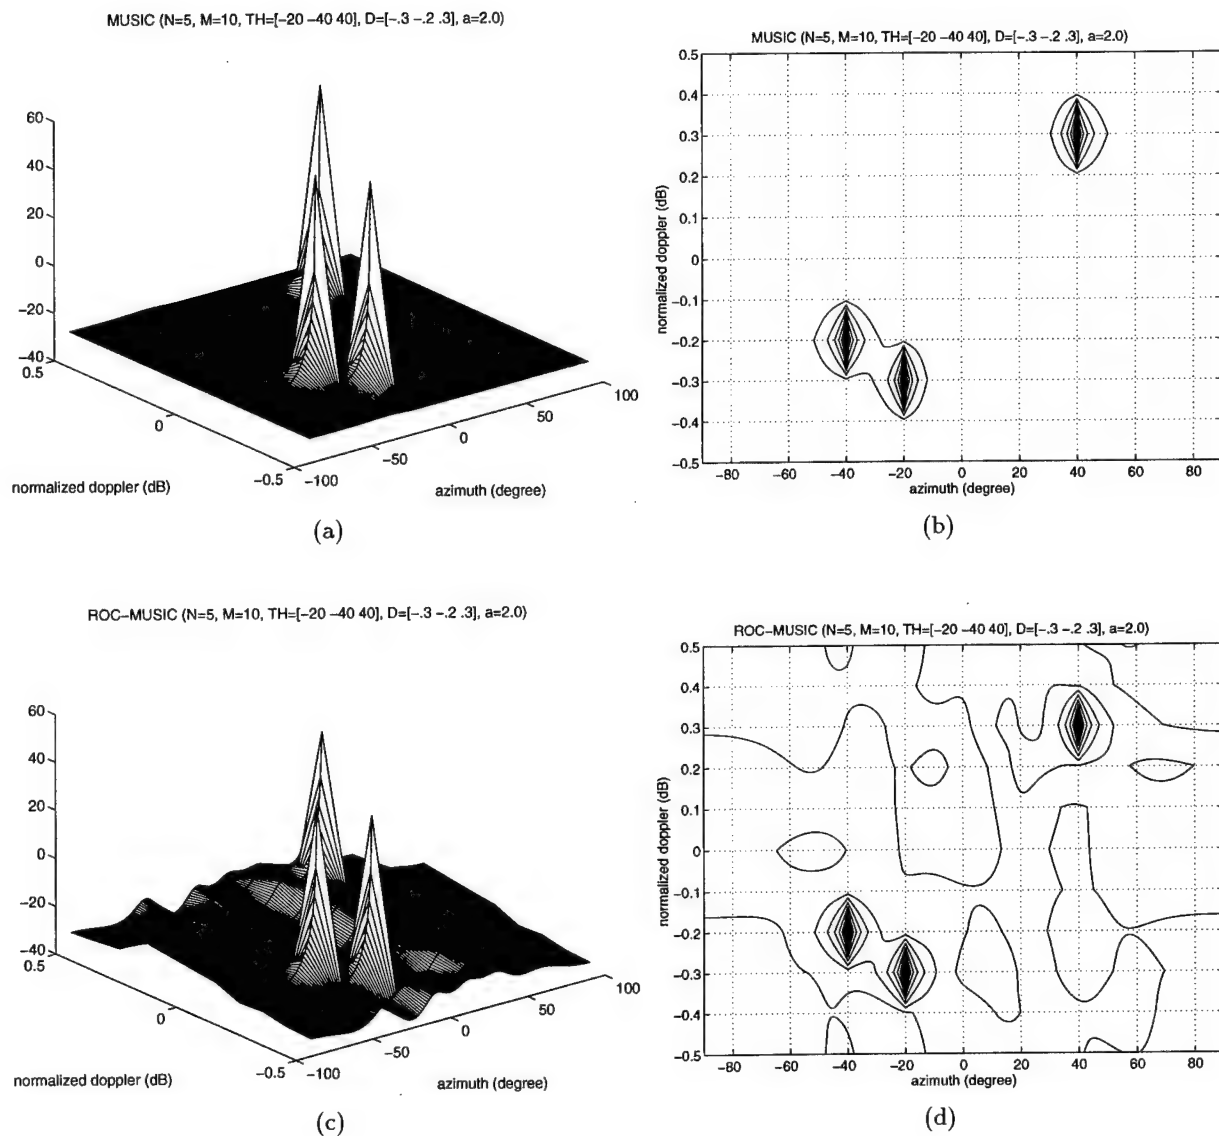 MUSIC (N=5, M=10, TH=[-20 -40 40], D=[-.3 -.2 .3], a=2.0)
60
40
20
0
-20
-40
0.5
0
-0.5
-100
-50
0
50
100
normalized doppler (dB)
azimuth (degree)
(a)
MUSIC (N=5, M=10, TH=[-20 -40 40], D=[-.3 -.2 .3], a=2.0)
0.5
0.4
0.3
0.2
0.1
0
-0.1
-0.2
-0.3
-0.4
-0.5
normalized doppler (dB)
-80 -60 -40 -20 0 20 40 60 80
azimuth (degree)
(b)
ROC-MUSIC (N=5, M=10, TH=[-20 -40 40], D=[-.3 -.2 .3], a=2.0)
60
40
20
0
-20
-40
0.5
0
-0.5
-100
-50
0
50
100
normalized doppler (dB)
azimuth (degree)
(c)
ROC-MUSIC (N=5, M=10, TH=[-20 -40 40], D=[-.3 -.2 .3], a=2.0)
0.5
0.4
0.3
0.2
0.1
0
-0.1
-0.2
-0.3
-0.4
-0.5
normalized doppler (dB)
-80 -60 -40 -20 0 20 40 60 80
azimuth (degree)
(d)